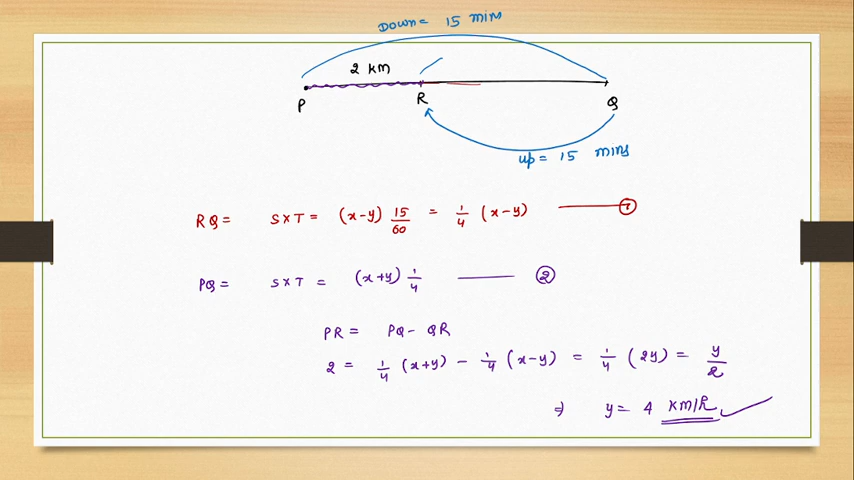 Down = 15 mins
2 KM
P R Q
up = 15 mins
RQ = S×T = (x-y) 15/60 = 1/4 (x-y) ——— ①
PQ = S×T = (x+y) 1/4 ——— ②
PR = PQ - QR
2 = 1/4 (x+y) - 1/4 (x-y) = 1/4 (2y) = y/2
⇒ y = 4 KM/h ✓